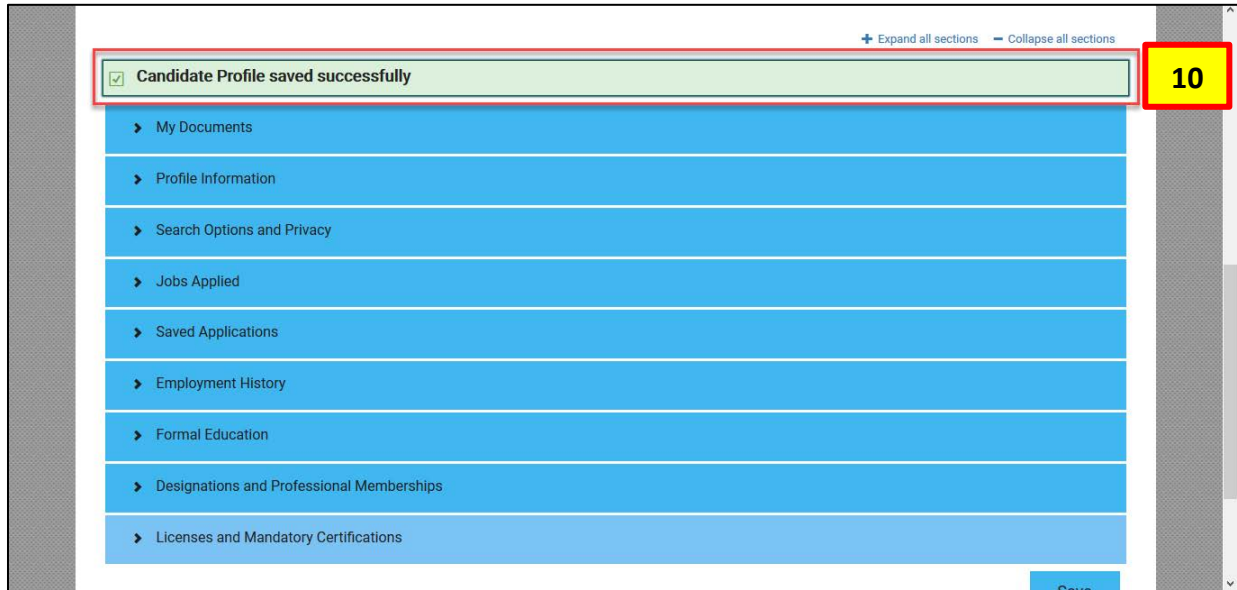 Expand all sections Collapse all sections
Candidate Profile saved successfully
10
My Documents
Profile Information
Search Options and Privacy
Jobs Applied
Saved Applications
Employment History
Formal Education
Designations and Professional Memberships
Licenses and Mandatory Certifications
Save